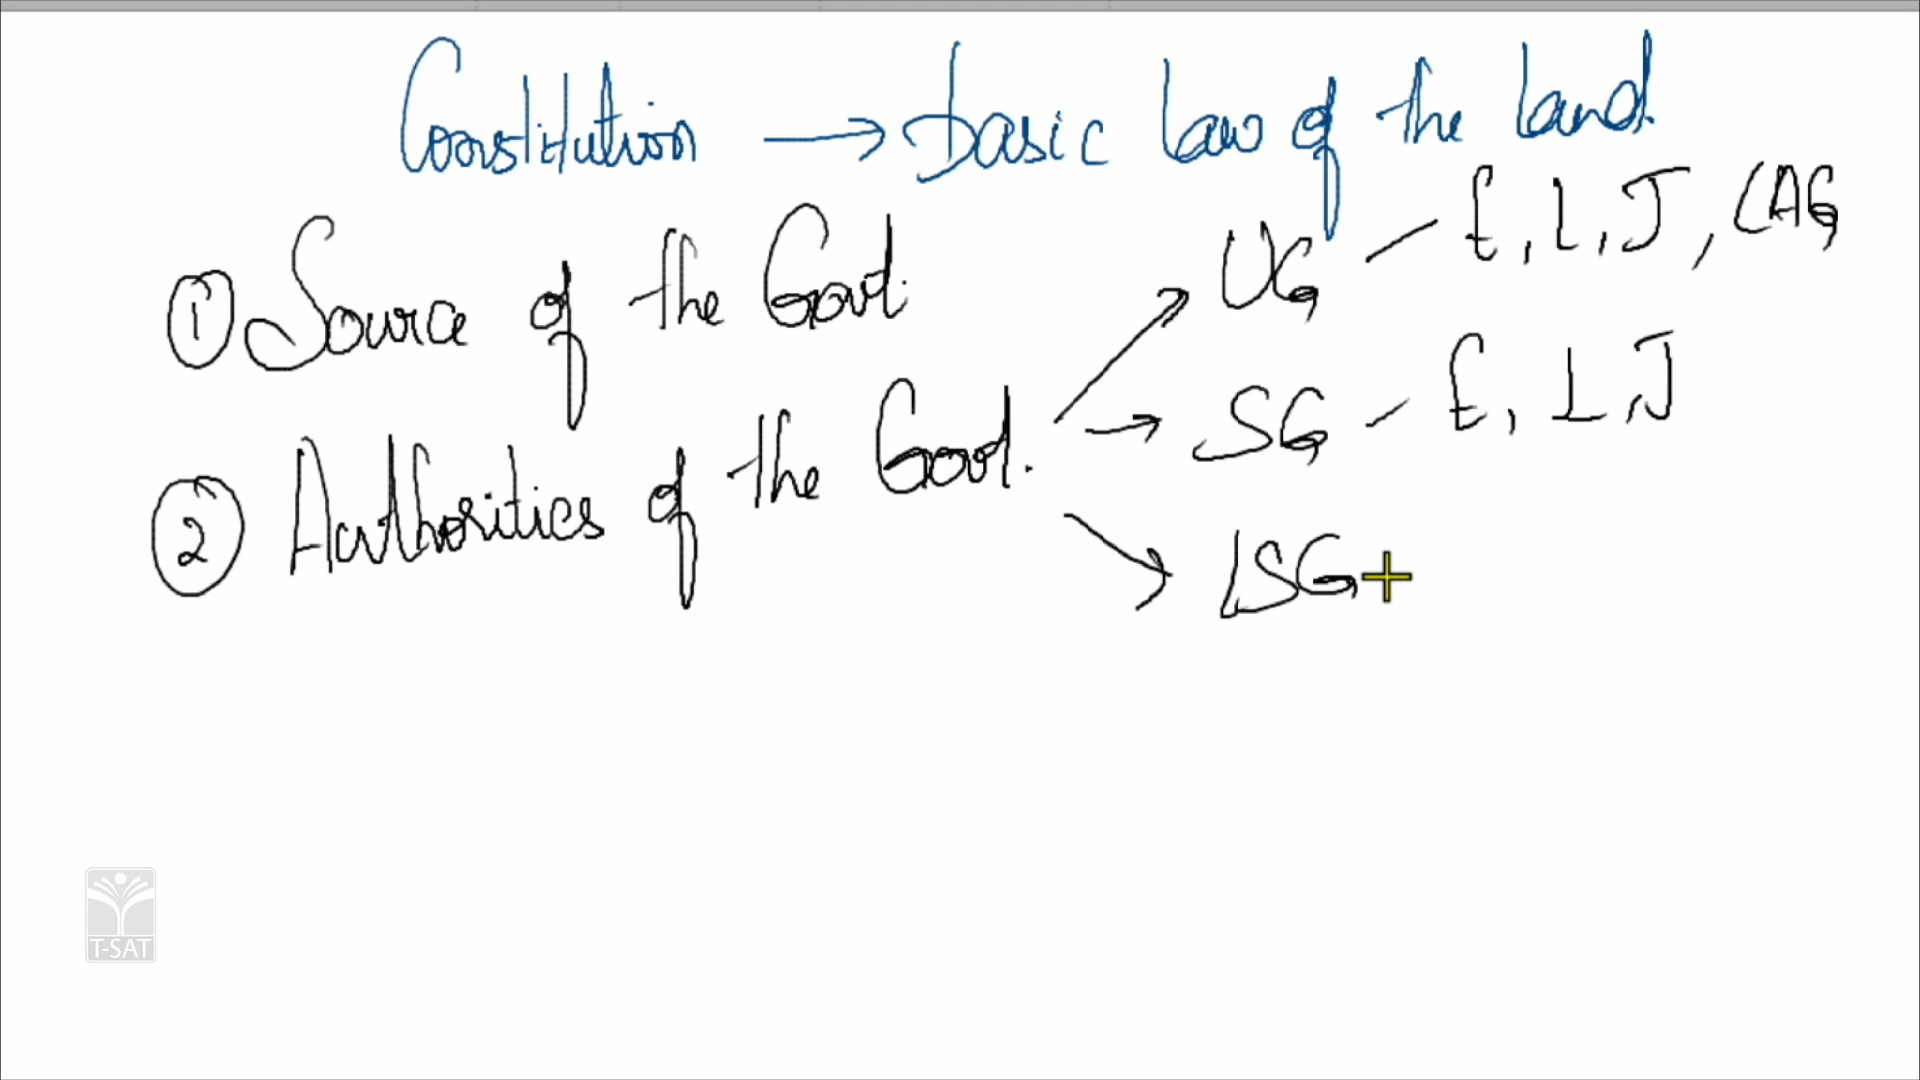 Constitution → basic law of the land.
① Source of the Govt.
② Authorities of the Govt.
→ UG - E, L, J, CAG
→ SG - E, L, J
→ LSG
T-SAT